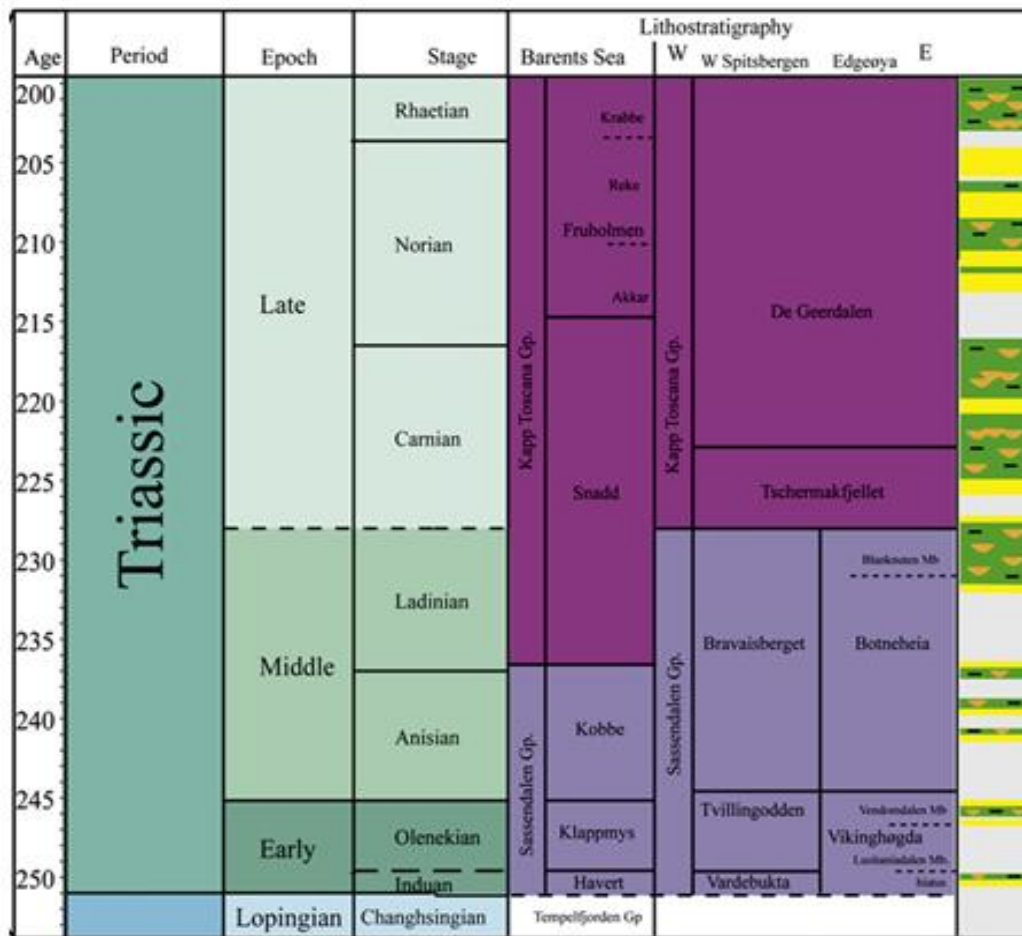 Lithostratigraphy
Age Period Epoch Stage Barents Sea W W Spitsbergen Edgeøya E
200
205
210
215
220
225
230
235
240
245
250
Triassic
Late
Middle
Early
Lopingian
Rhaetian
Norian
Carnian
Ladinian
Anisian
Olenekian
Induan
Changhsingian
Kapp Toscana Gp.
Sassendalen Gp.
Krabbe
Reke
Fruholmen
Akkar
Snadd
Kobbe
Klappmys
Havert
Tempelfjorden Gp
Kapp Toscana Gp.
Sassendalen Gp.
De Geerdalen
Tschermakfjellet
Bravaisberget
Tvillingodden
Vardebukta
Blanknuten Mb
Botneheia
Vendomdalen Mb
Vikinghøgda
Lusitaniadalen Mb.
hiatus